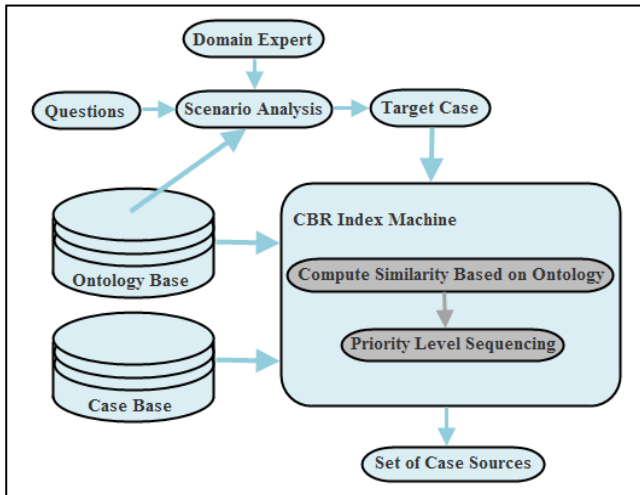 Domain Expert
Questions
Scenario Analysis
Target Case
CBR Index Machine
Ontology Base
Compute Similarity Based on Ontology
Priority Level Sequencing
Case Base
Set of Case Sources